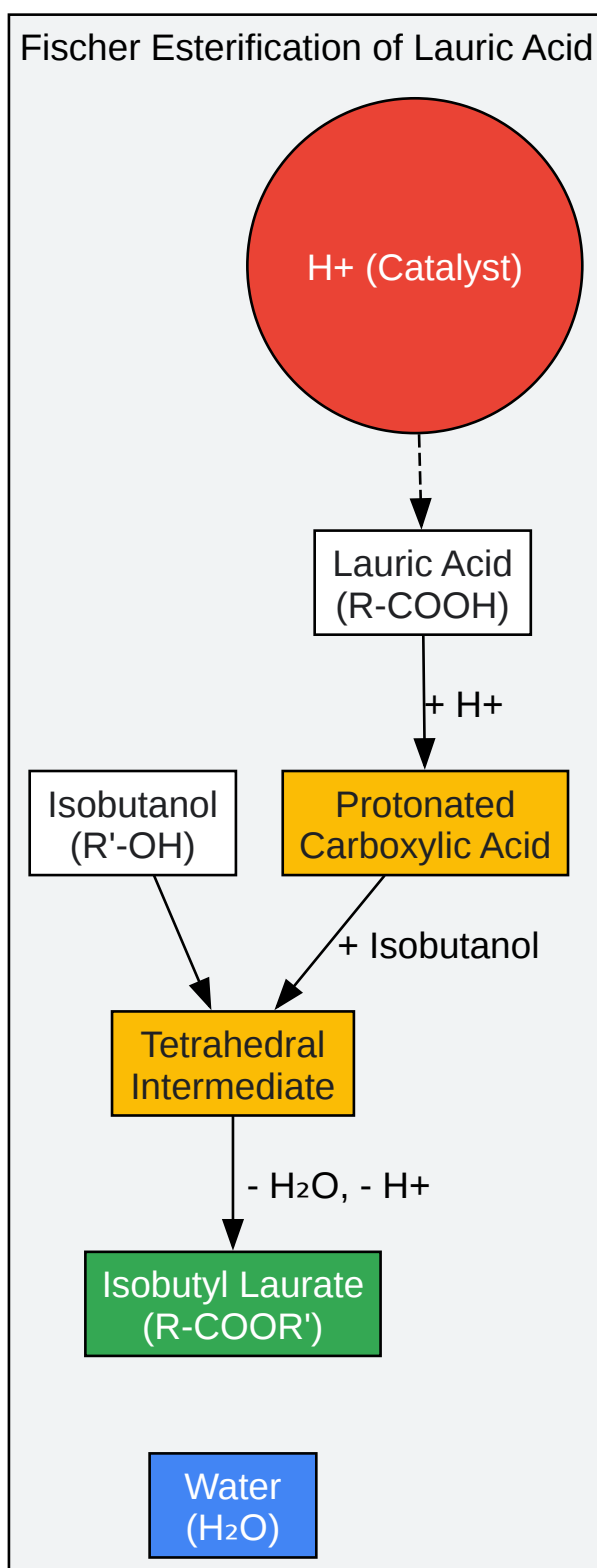 Fischer Esterification of Lauric Acid
H+ (Catalyst)
Lauric Acid
(R-COOH)
+ H+
Isobutanol
(R'-OH)
Protonated
Carboxylic Acid
+ Isobutanol
Tetrahedral
Intermediate
- H₂O, - H+
Isobutyl Laurate
(R-COOR')
Water
(H₂O)